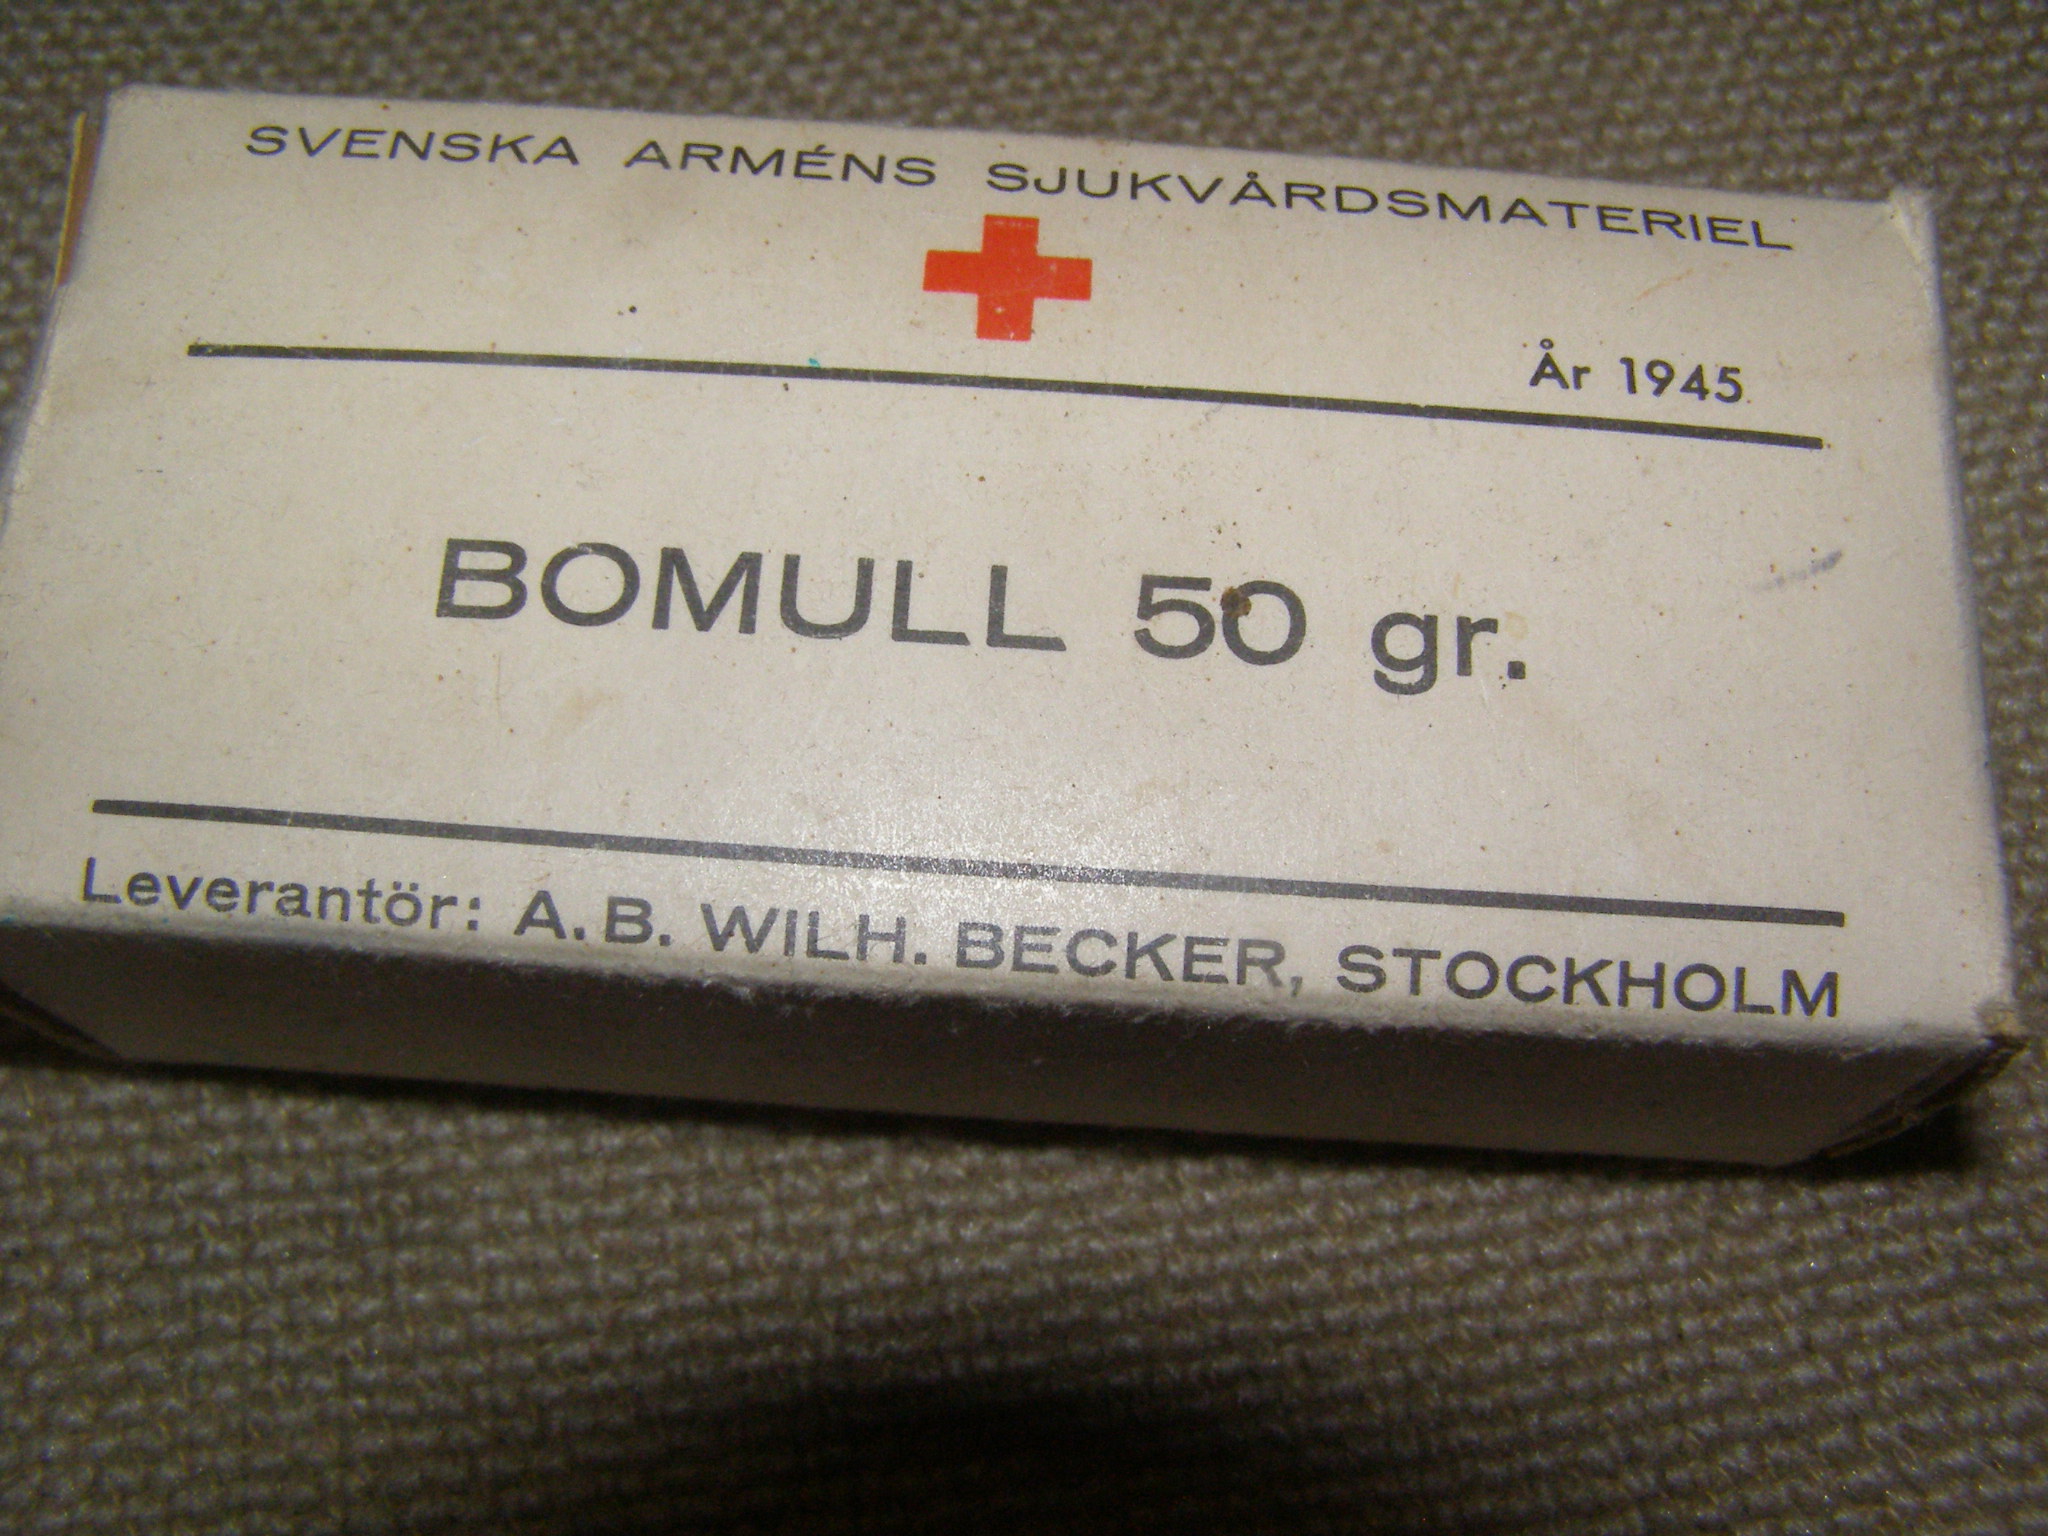 SVENSKA ARMÉNS SJUKVÅRDSMATERIEL
År 1945
BOMULL 50 gr.
Leverantör: A.B. WILH. BECKER, STOCKHOLM